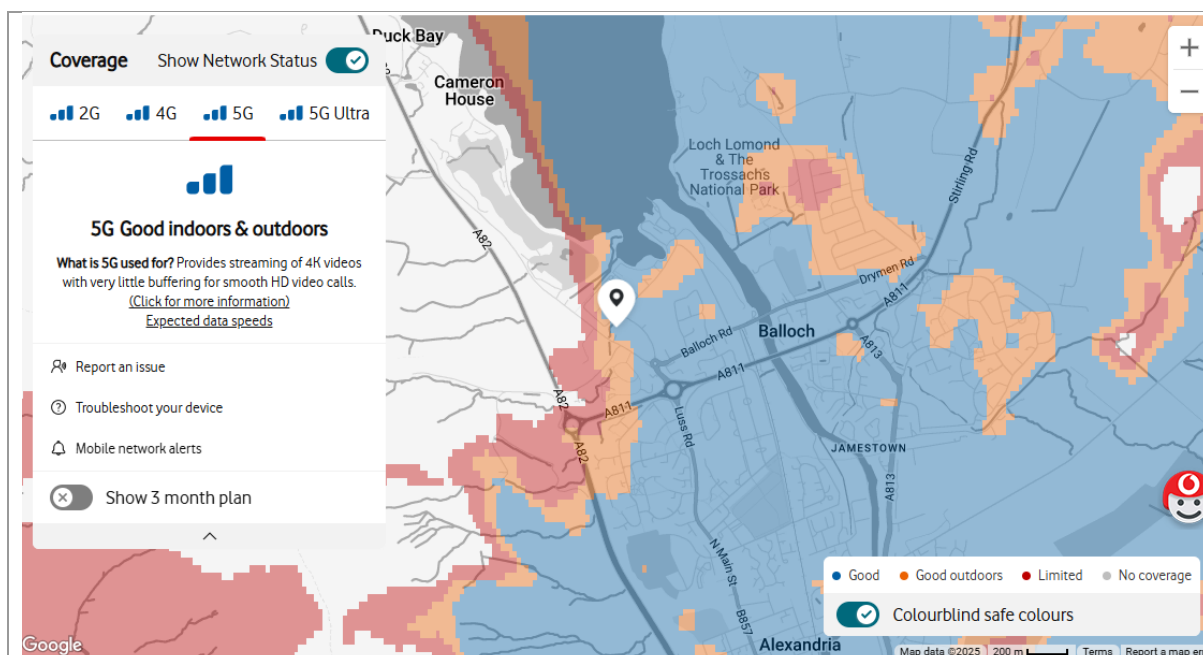 Coverage
Show Network Status
2G
4G
5G
5G Ultra
5G Good indoors & outdoors
What is 5G used for? Provides streaming of 4K videos
with very little buffering for smooth HD video calls.
(Click for more information)
Expected data speeds
Report an issue
Troubleshoot your device
Mobile network alerts
Show 3 month plan
Google
Duck Bay
Cameron
House
Loch Lomond
& The
Trossachs
National Park
Stirling Rd
A82
Drymen Rd
A811
Balloch Rd
Balloch
A811
A813
A82
A811
A82
Luss Rd
JAMESTOWN
A813
N Main St
B857
Alexandria
Good
Good outdoors
Limited
No coverage
Colourblind safe colours
Map data ©2025
200 m
Terms
Report a map